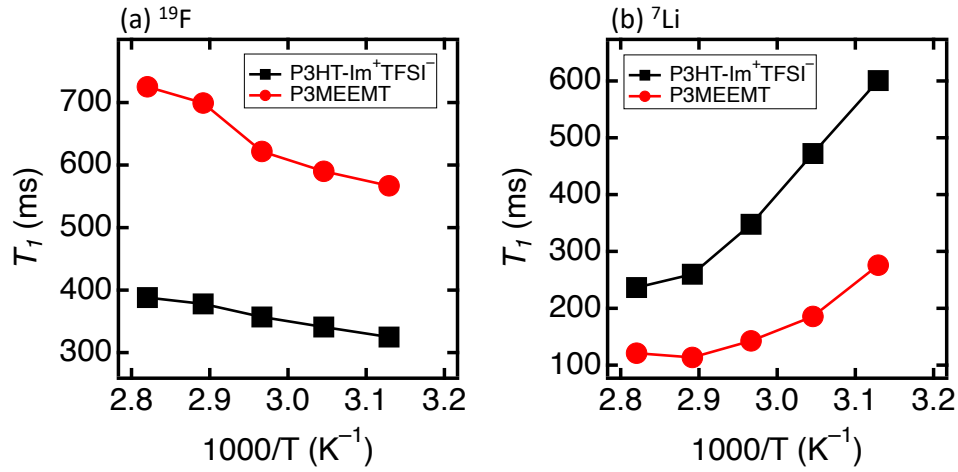 (a) ¹⁹F
T₁ (ms)
700
600
500
400
300
P3HT-Im⁺TFSI⁻
P3MEEMT
2.8 2.9 3.0 3.1 3.2
1000/T (K⁻¹)
(b) ⁷Li
T₁ (ms)
600
500
400
300
200
100
P3HT-Im⁺TFSI⁻
P3MEEMT
2.8 2.9 3.0 3.1 3.2
1000/T (K⁻¹)